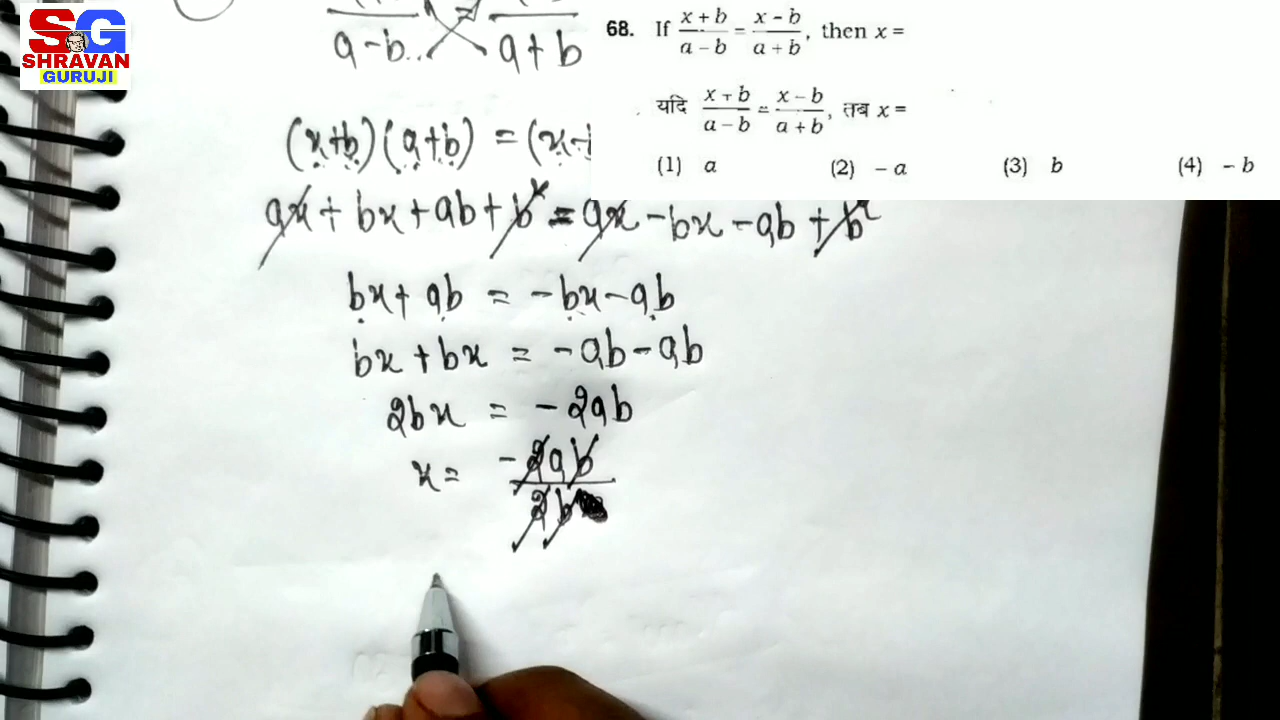 SG
SHRAVAN
GURUJI
68. If (x + b)/(a − b) = (x − b)/(a + b), then x =
यदि (x + b)/(a − b) = (x − b)/(a + b), तब x =
(1) a (2) − a (3) b (4) − b
a−b = a+b
(x+b)(a+b) = (x−
ax + bx + ab + b² = ax − bx − ab + b²
bx + ab = − bx − ab
bx + bx = − ab − ab
2bx = − 2ab
x = −2ab/2b